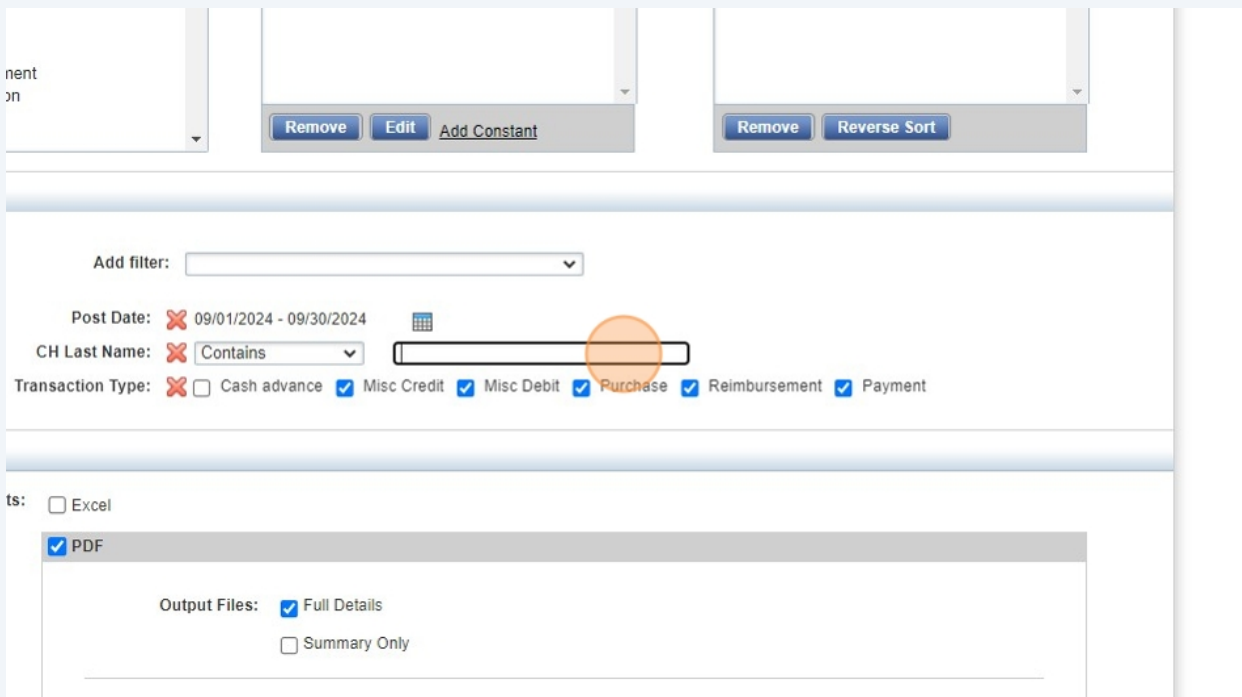 ment
on
Remove Edit Add Constant Remove Reverse Sort
Add filter:
Post Date: 09/01/2024 - 09/30/2024
CH Last Name: Contains
Transaction Type: Cash advance Misc Credit Misc Debit Purchase Reimbursement Payment
ts: Excel
PDF
Output Files: Full Details
Summary Only